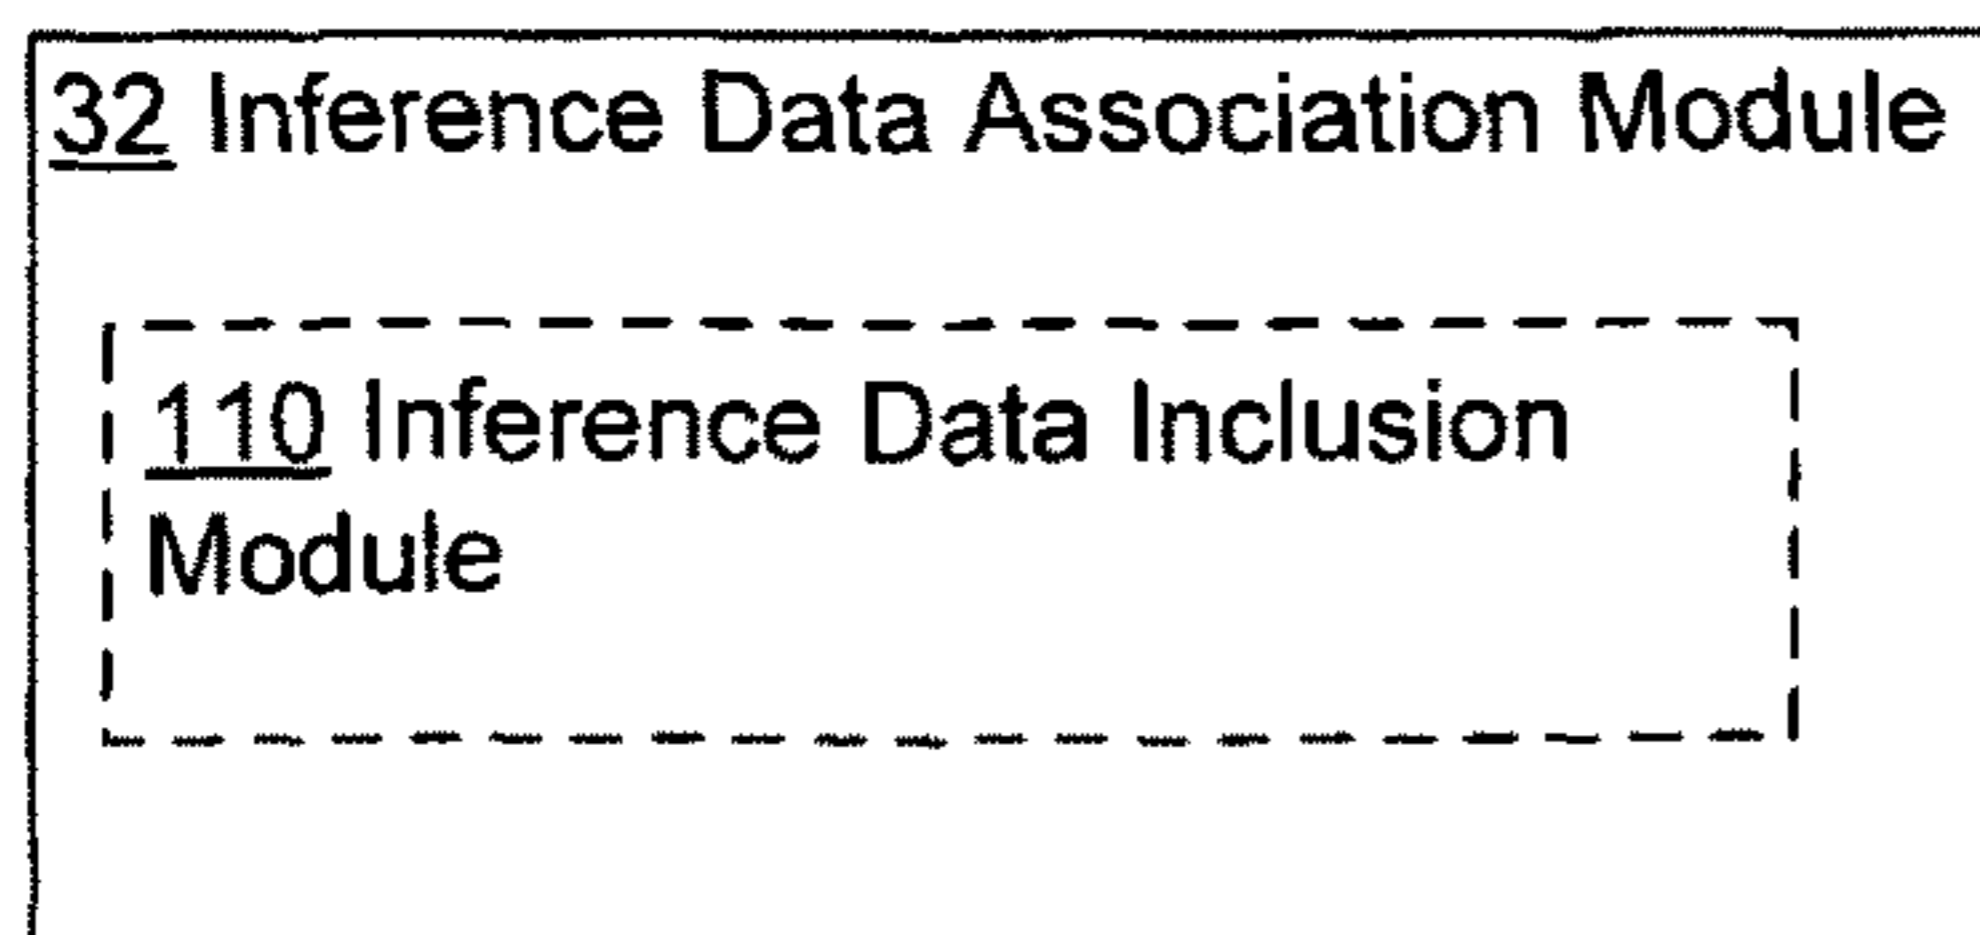 32 Inference Data Association Module
110 Inference Data Inclusion
Module